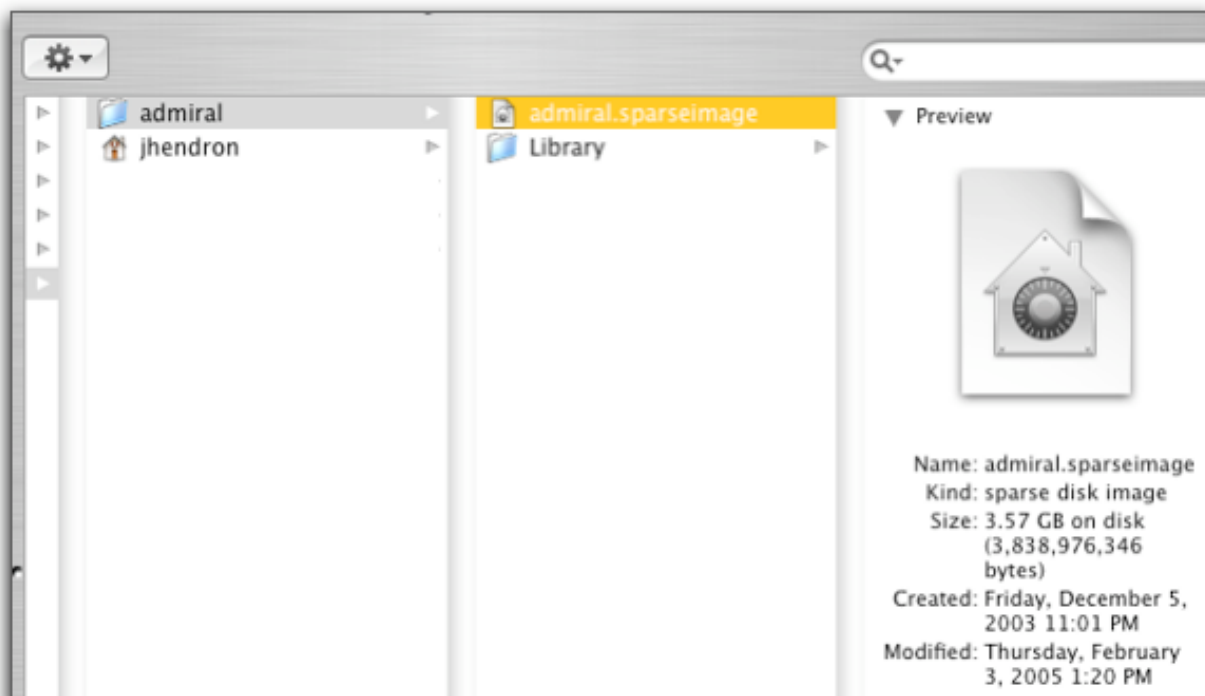 admiral
jhendron
admiral.sparseimage
Library
Preview
Name: admiral.sparseimage
Kind: sparse disk image
Size: 3.57 GB on disk
(3,838,976,346
bytes)
Created: Friday, December 5,
2003 11:01 PM
Modified: Thursday, February
3, 2005 1:20 PM